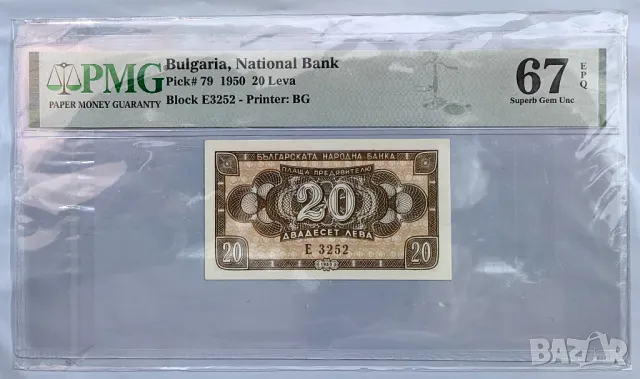 PMG
PAPER MONEY GUARANTY
Bulgaria, National Bank
Pick# 79 1950 20 Leva
Block E3252 - Printer: BG
67 EPQ
Superb Gem Unc
БЪЛГАРСКАТА НАРОДНА БАНКА
ПЛАЩА ПРЕДЯВИТЕЛЮ
20
ДВАДЕСЕТ ЛЕВА
20 Е 3252 20
BAZAR